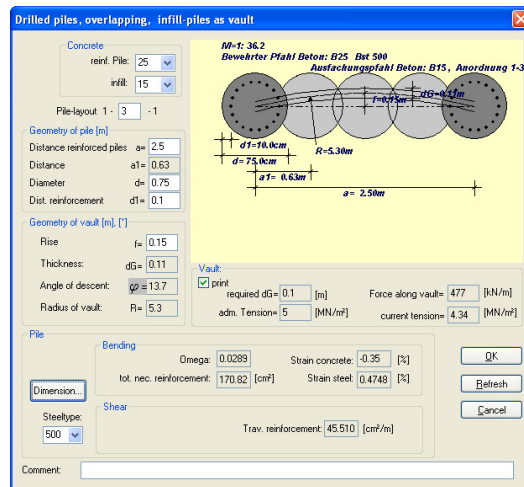 Drilled piles, overlapping, infill-piles as vault
Concrete
reinf. Pile: 25
infill: 15
Pile-layout 1 - 3 - 1
Geometry of pile [m]
Distance reinforced piles a= 2.5
Distance a1= 0.63
Diameter d= 0.75
Dist. reinforcement d1= 0.1
M=1: 36.2
Bewehrter Pfahl Beton: B25 Bst 500
Ausfachungspfahl Beton: B15, Anordnung 1-3
dG=0.11m
f=0.15m
d1=10.0cm
R=5.30m
d=75.0cm
a1= 0.63m
a= 2.50m
Geometry of vault [m], [°]
Rise f= 0.15
Thickness: dG= 0.11
Angle of descent: φ= 13.7
Radius of vault: R= 5.3
Vault:
print
required dG= 0.1 [m] Force along vault= 477 [kN/m]
adm. Tension= 5 [MN/m²] current tension= 4.34 [MN/m²]
Pile
Bending
Omega: 0.0289 Strain concrete: -0.35 [%]
tot. nec. reinforcement: 170.82 [cm²] Strain steel: 0.4748 [%]
Dimension...
Shear
Steeltype:
500
Trav. reinforcement: 45.510 [cm²/m]
OK
Refresh
Cancel
Comment: